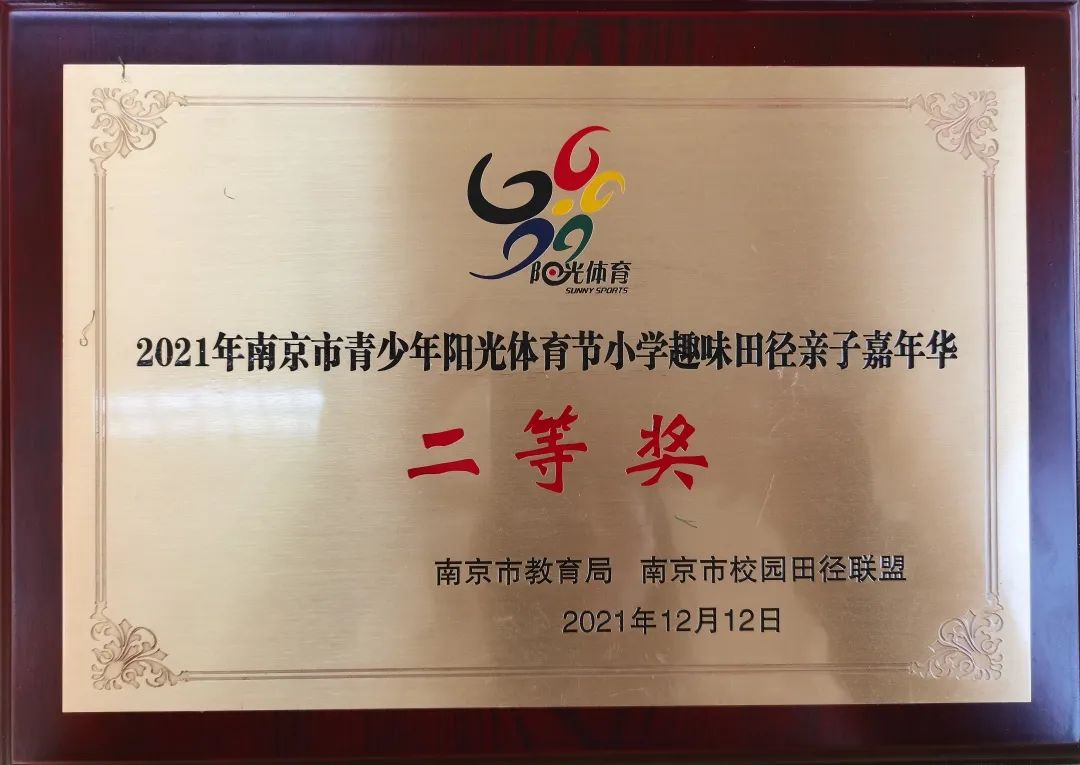 阳光体育
SUNNY SPORTS
2021年南京市青少年阳光体育节小学趣味田径亲子嘉年华
二等奖
南京市教育局 南京市校园田径联盟
2021年12月12日